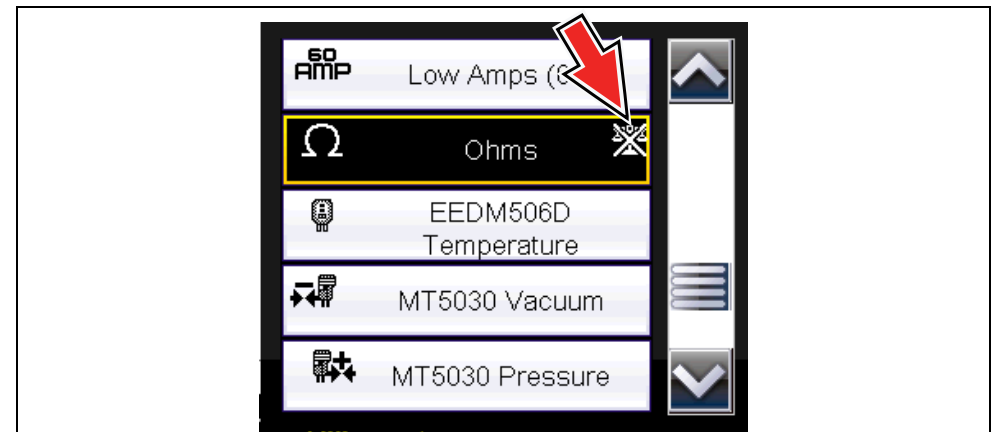 60
AMP
Low Amps (6
Ω
Ohms
EEDM506D
Temperature
MT5030 Vacuum
MT5030 Pressure